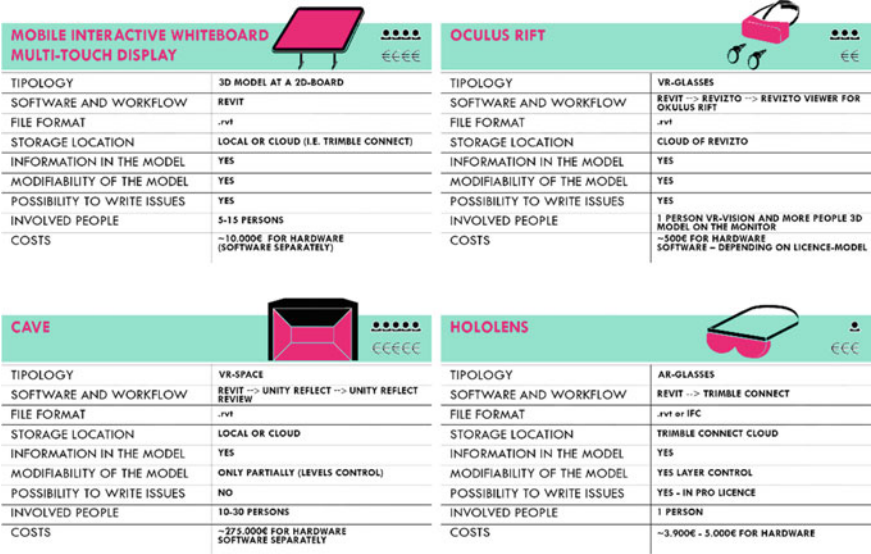 MOBILE INTERACTIVE WHITEBOARD
MULTI-TOUCH DISPLAY
€€€€
TIPOLOGY 3D MODEL AT A 2D-BOARD
SOFTWARE AND WORKFLOW REVIT
FILE FORMAT .rvt
STORAGE LOCATION LOCAL OR CLOUD (I.E. TRIMBLE CONNECT)
INFORMATION IN THE MODEL YES
MODIFIABILITY OF THE MODEL YES
POSSIBILITY TO WRITE ISSUES YES
INVOLVED PEOPLE 5-15 PERSONS
COSTS ~10.000€ FOR HARDWARE
(SOFTWARE SEPARATELY)
OCULUS RIFT
€€
TIPOLOGY VR-GLASSES
SOFTWARE AND WORKFLOW REVIT --> REVIZTO --> REVIZTO VIEWER FOR
OKULUS RIFT
FILE FORMAT .rvt
STORAGE LOCATION CLOUD OF REVIZTO
INFORMATION IN THE MODEL YES
MODIFIABILITY OF THE MODEL YES
POSSIBILITY TO WRITE ISSUES YES
INVOLVED PEOPLE 1 PERSON VR-VISION AND MORE PEOPLE 3D
MODEL ON THE MONITOR
COSTS ~500€ FOR HARDWARE
SOFTWARE – DEPENDING ON LICENCE-MODEL
CAVE
€€€€€
TIPOLOGY VR-SPACE
SOFTWARE AND WORKFLOW REVIT --> UNITY REFLECT --> UNITY REFLECT
REVIEW
FILE FORMAT .rvt
STORAGE LOCATION LOCAL OR CLOUD
INFORMATION IN THE MODEL YES
MODIFIABILITY OF THE MODEL ONLY PARTIALLY (LEVELS CONTROL)
POSSIBILITY TO WRITE ISSUES NO
INVOLVED PEOPLE 10-30 PERSONS
COSTS ~275.000€ FOR HARDWARE
SOFTWARE SEPARATELY
HOLOLENS
€€€
TIPOLOGY AR-GLASSES
SOFTWARE AND WORKFLOW REVIT --> TRIMBLE CONNECT
FILE FORMAT .rvt or IFC
STORAGE LOCATION TRIMBLE CONNECT CLOUD
INFORMATION IN THE MODEL YES
MODIFIABILITY OF THE MODEL YES LAYER CONTROL
POSSIBILITY TO WRITE ISSUES YES - IN PRO LICENCE
INVOLVED PEOPLE 1 PERSON
COSTS ~3.900€ - 5.000€ FOR HARDWARE